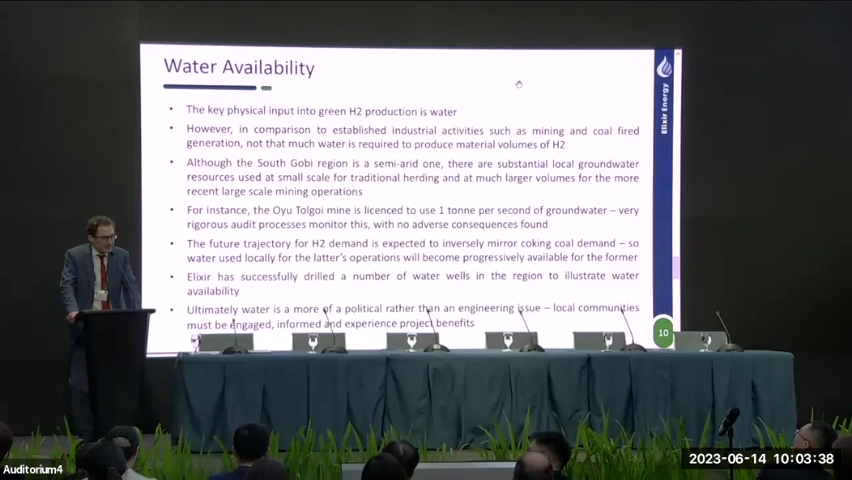 Water Availability
• The key physical input into green H2 production is water
• However, in comparison to established industrial activities such as mining and coal fired
generation, not that much water is required to produce material volumes of H2
• Although the South Gobi region is a semi-arid one, there are substantial local groundwater
resources used at small scale for traditional herding and at much larger volumes for the more
recent large scale mining operations
• For instance, the Oyu Tolgoi mine is licenced to use 1 tonne per second of groundwater – very
rigorous audit processes monitor this, with no adverse consequences found
• The future trajectory for H2 demand is expected to inversely mirror coking coal demand – so
water used locally for the latter's operations will become progressively available for the former
• Elixir has successfully drilled a number of water wells in the region to illustrate water
availability
• Ultimately water is a more of a political rather than an engineering issue – local communities
must be engaged, informed and experience project benefits
Elixir Energy
10
Auditorium4
2023-06-14 10:03:38